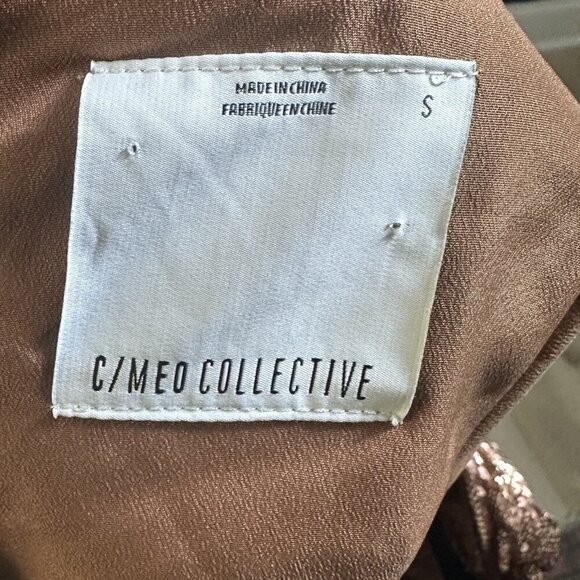 MADE IN CHINA
FABRIQUE EN CHINE
S
C/MEO COLLECTIVE